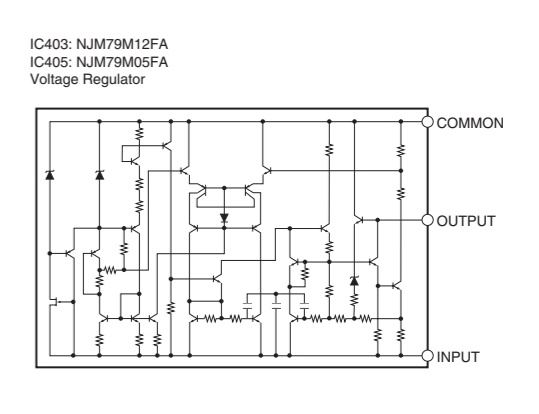 IC403: NJM79M12FA
IC405: NJM79M05FA
Voltage Regulator
COMMON
OUTPUT
INPUT